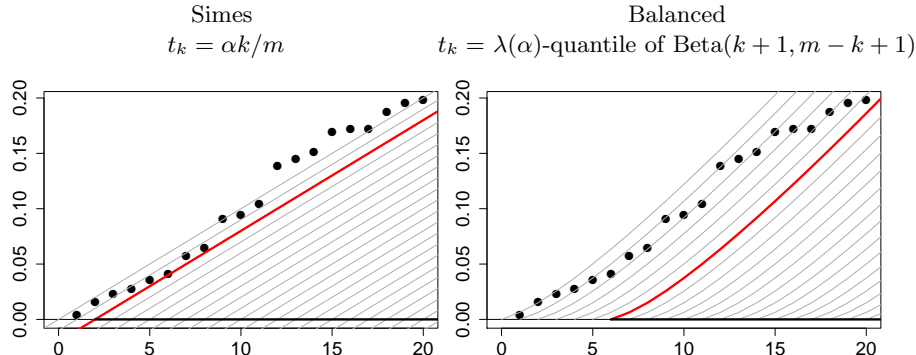 Simes
t_k = αk/m
Balanced
t_k = λ(α)-quantile of Beta(k + 1, m − k + 1)
0.20
0.15
0.10
0.05
0.00
0 5 10 15 20
0.20
0.15
0.10
0.05
0.00
0 5 10 15 20